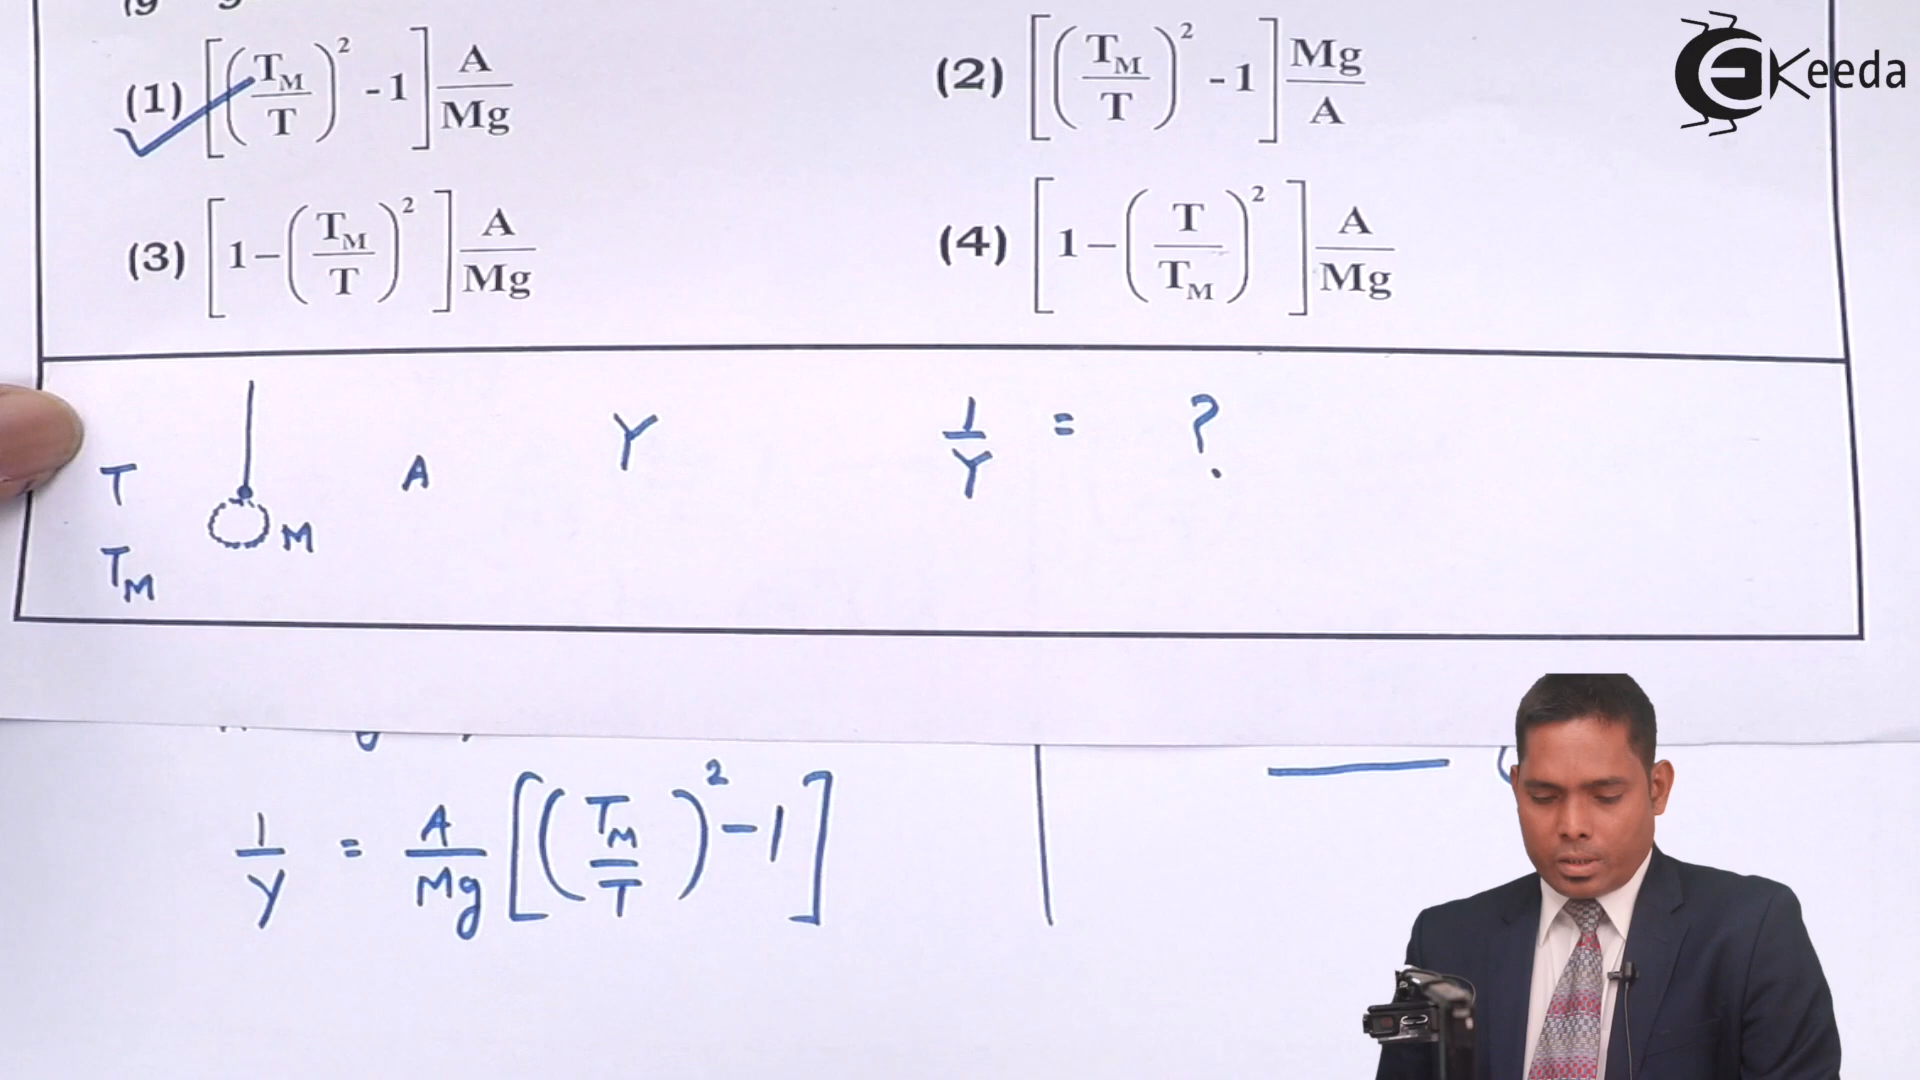 (1) [(T_M/T)² - 1] A/Mg
(2) [(T_M/T)² - 1] Mg/A
EKeeda
(3) [1 - (T_M/T)²] A/Mg
(4) [1 - (T/T_M)²] A/Mg
T
M
A
Y
1/Y = ?
T_M
1/Y = A/Mg [(T_M/T)² - 1]